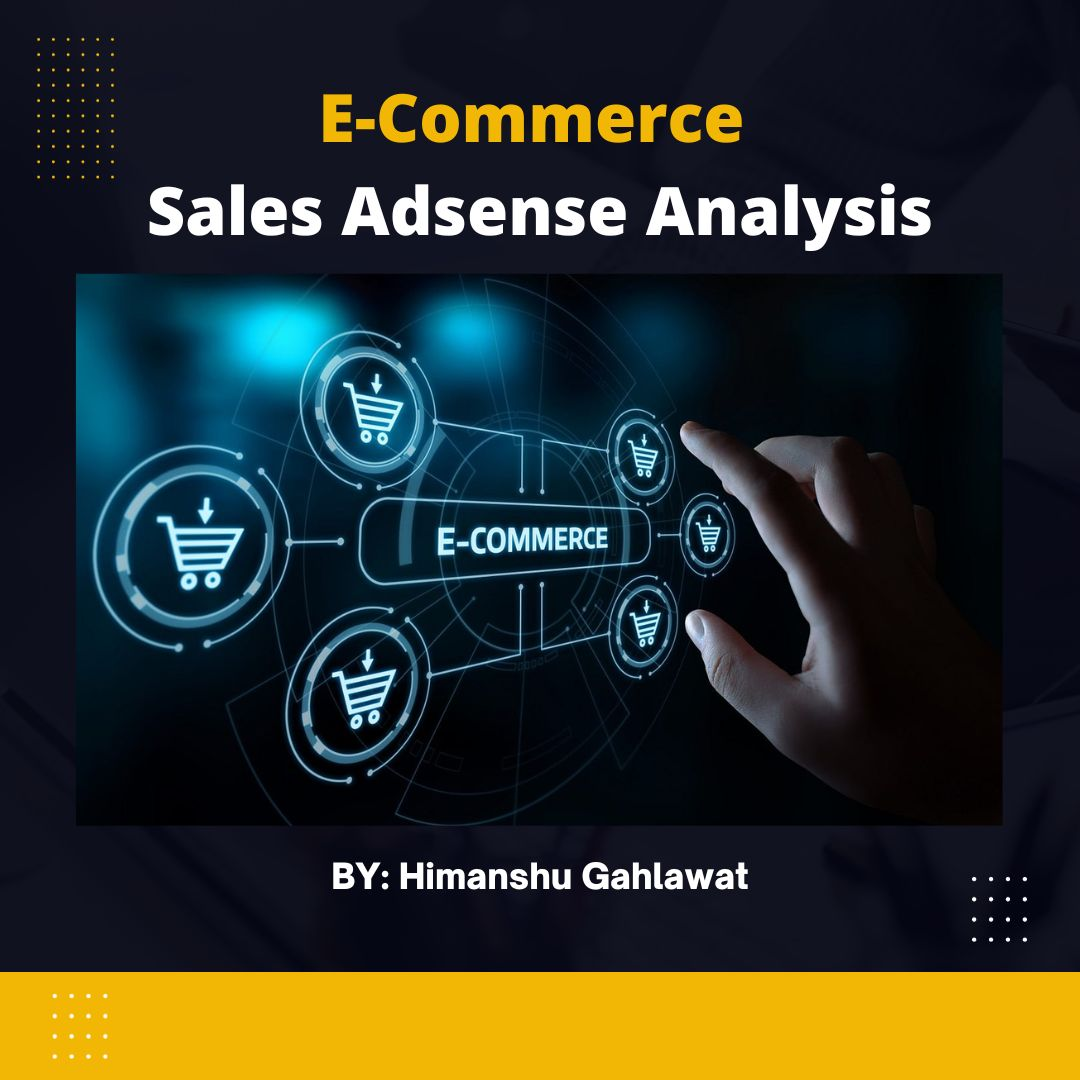 E-Commerce
Sales Adsense Analysis
E-COMMERCE
BY: Himanshu Gahlawat